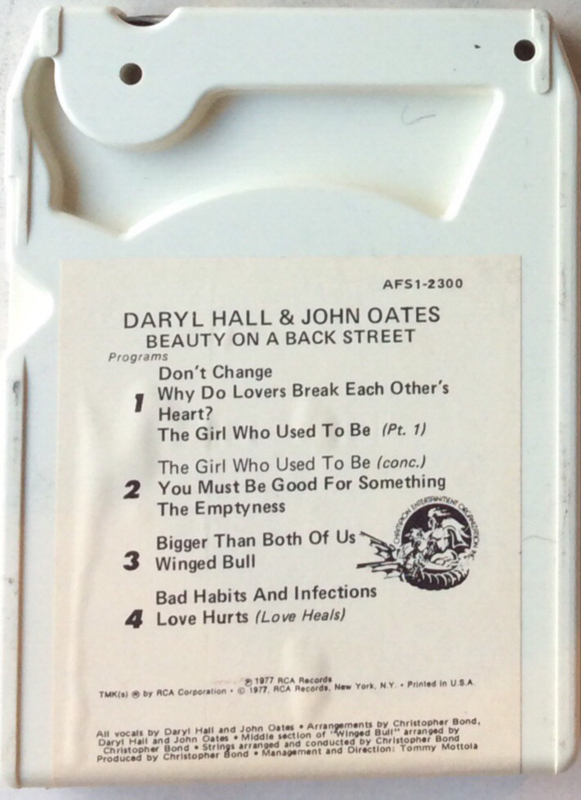 AFS1-2300
DARYL HALL & JOHN OATES
BEAUTY ON A BACK STREET
Programs
Don't Change
1 Why Do Lovers Break Each Other's
Heart?
The Girl Who Used To Be (Pt. 1)
The Girl Who Used To Be (conc.)
2 You Must Be Good For Something
The Emptyness
Bigger Than Both Of Us
3 Winged Bull
Bad Habits And Infections
4 Love Hurts (Love Heals)
CHAMPION ENTERTAINMENT ORGANIZATION INC.
℗ 1977 RCA Records
TMK(s) ® by RCA Corporation • © 1977, RCA Records, New York, N.Y. • Printed in U.S.A.
All vocals by Daryl Hall and John Oates • Arrangements by Christopher Bond,
Daryl Hall and John Oates • Middle section of "Winged Bull" arranged by
Christopher Bond • Strings arranged and conducted by Christopher Bond
Produced by Christopher Bond • Management and Direction: Tommy Mottola